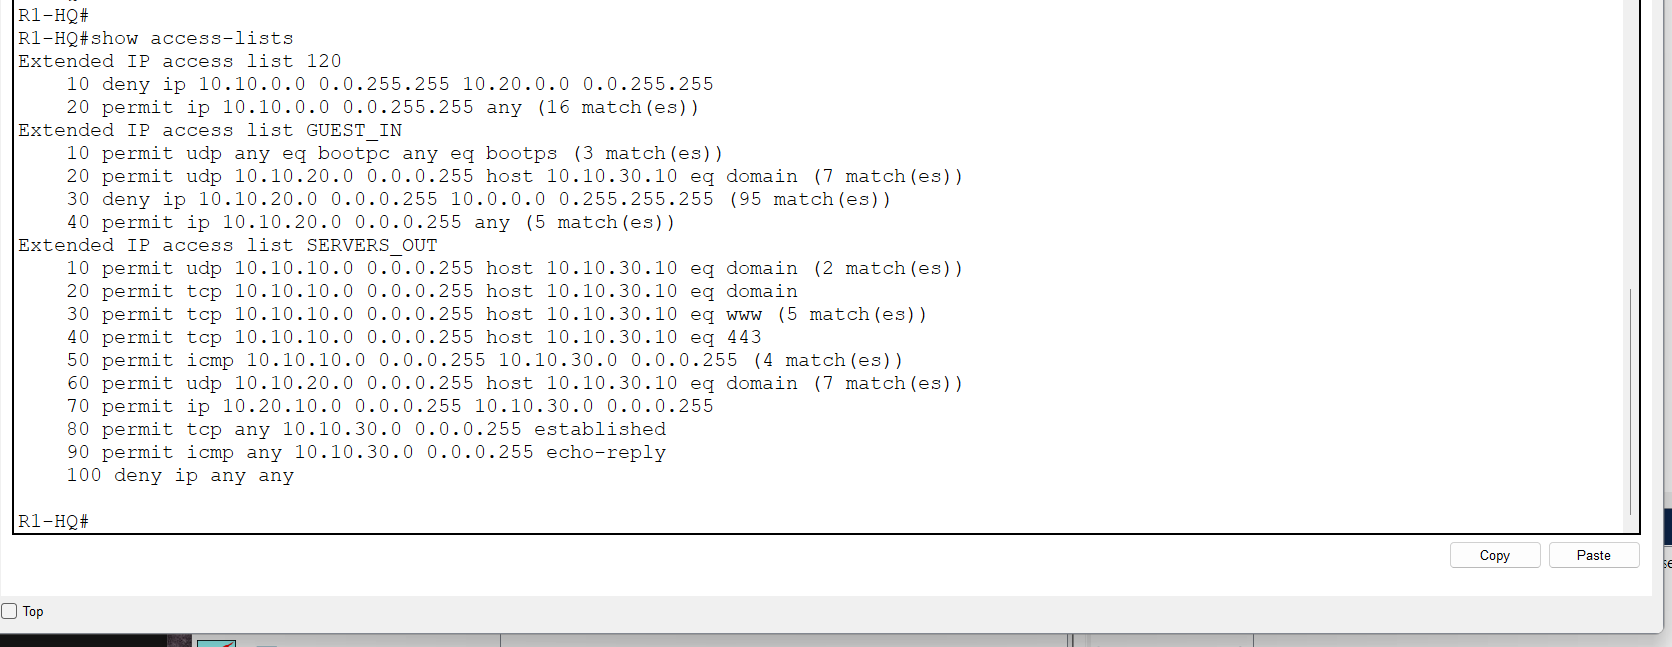 R1-HQ#
R1-HQ#show access-lists
Extended IP access list 120
10 deny ip 10.10.0.0 0.0.255.255 10.20.0.0 0.0.255.255
20 permit ip 10.10.0.0 0.0.255.255 any (16 match(es))
Extended IP access list GUEST_IN
10 permit udp any eq bootpc any eq bootps (3 match(es))
20 permit udp 10.10.20.0 0.0.0.255 host 10.10.30.10 eq domain (7 match(es))
30 deny ip 10.10.20.0 0.0.0.255 10.0.0.0 0.255.255.255 (95 match(es))
40 permit ip 10.10.20.0 0.0.0.255 any (5 match(es))
Extended IP access list SERVERS_OUT
10 permit udp 10.10.10.0 0.0.0.255 host 10.10.30.10 eq domain (2 match(es))
20 permit tcp 10.10.10.0 0.0.0.255 host 10.10.30.10 eq domain
30 permit tcp 10.10.10.0 0.0.0.255 host 10.10.30.10 eq www (5 match(es))
40 permit tcp 10.10.10.0 0.0.0.255 host 10.10.30.10 eq 443
50 permit icmp 10.10.10.0 0.0.0.255 10.10.30.0 0.0.0.255 (4 match(es))
60 permit udp 10.10.20.0 0.0.0.255 host 10.10.30.10 eq domain (7 match(es))
70 permit ip 10.20.10.0 0.0.0.255 10.10.30.0 0.0.0.255
80 permit tcp any 10.10.30.0 0.0.0.255 established
90 permit icmp any 10.10.30.0 0.0.0.255 echo-reply
100 deny ip any any
R1-HQ#
Copy
Paste
Top